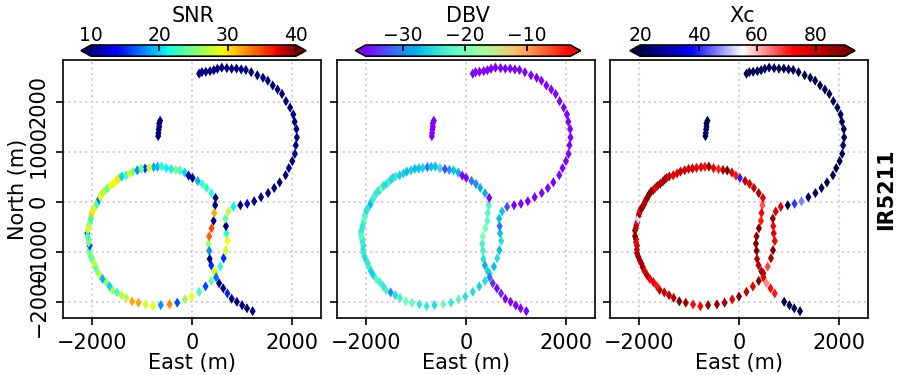 SNR DBV Xc
10 20 30 40 −30 −20 −10 20 40 60 80
North (m)
2000
1000
0
−1000
−2000
IR5211
−2000 0 2000 −2000 0 2000 −2000 0 2000
East (m) East (m) East (m)